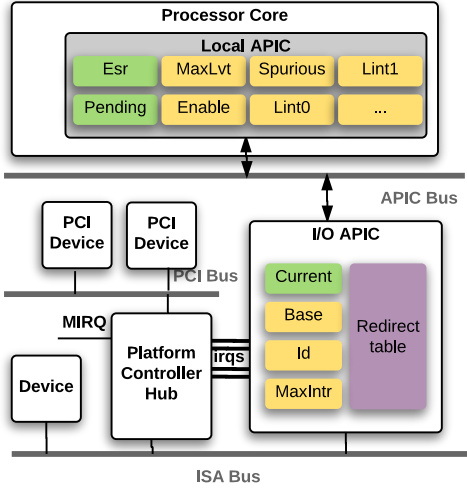 Processor Core
Local APIC
Esr
MaxLvt
Spurious
Lint1
Pending
Enable
Lint0
...
APIC Bus
PCI
Device
PCI
Device
PCI Bus
I/O APIC
Current
Base
Id
MaxIntr
Redirect
table
MIRQ
Platform
Controller
Hub
irqs
Device
ISA Bus